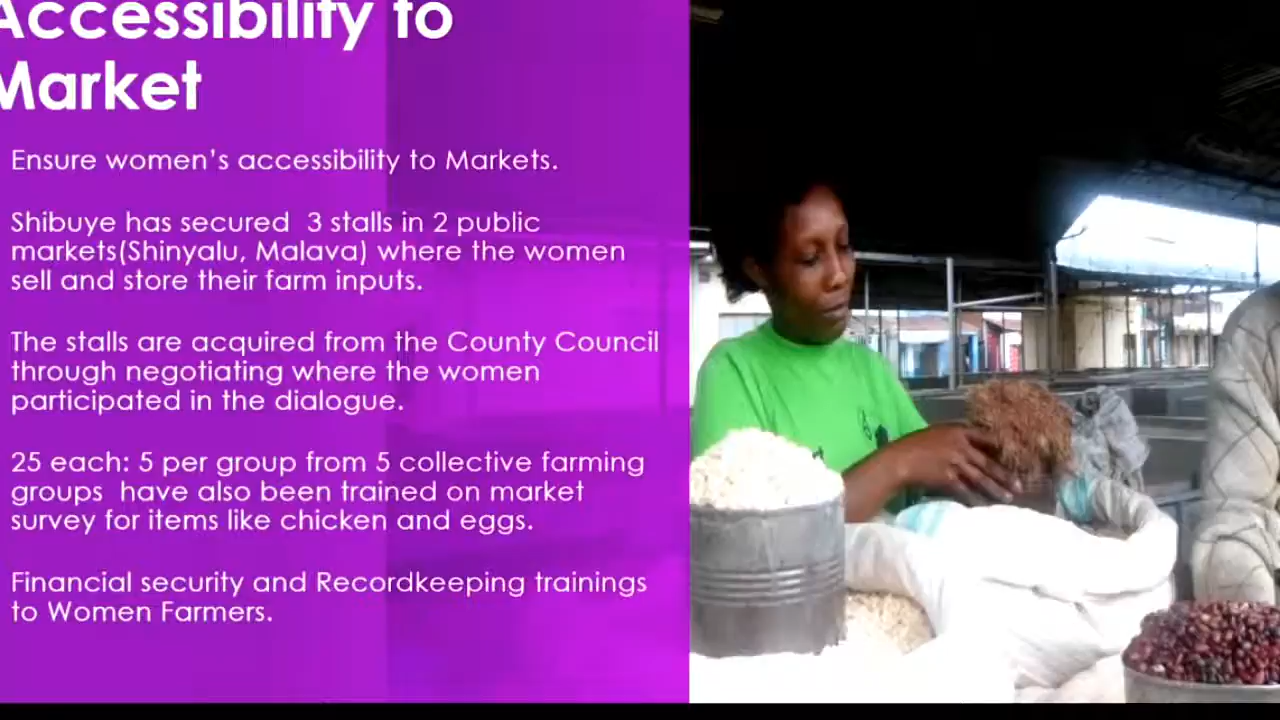 Accessibility to
Market
Ensure women’s accessibility to Markets.
Shibuye has secured  3 stalls in 2 public
markets(Shinyalu, Malava) where the women
sell and store their farm inputs.
The stalls are acquired from the County Council
through negotiating where the women
participated in the dialogue.
25 each: 5 per group from 5 collective farming
groups  have also been trained on market
survey for items like chicken and eggs.
Financial security and Recordkeeping trainings
to Women Farmers.